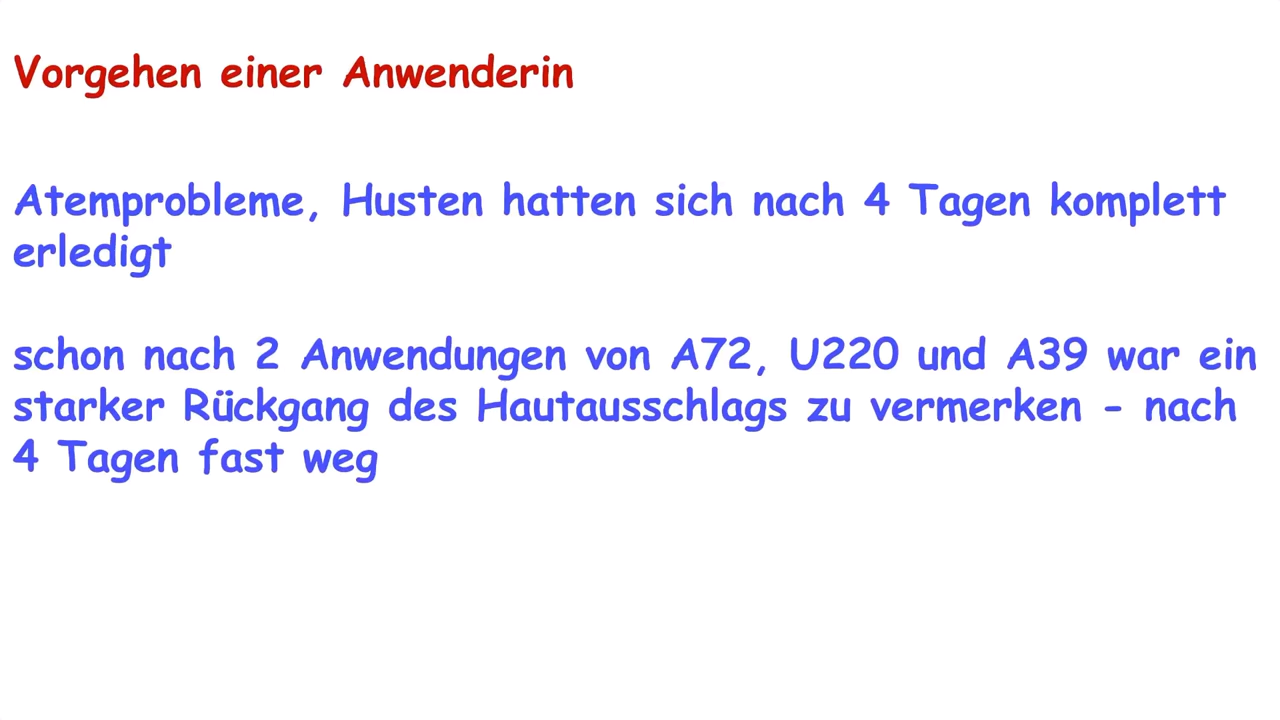 Vorgehen einer Anwenderin
Atemprobleme, Husten hatten sich nach 4 Tagen komplett
erledigt
schon nach 2 Anwendungen von A72, U220 und A39 war ein
starker Rückgang des Hautausschlags zu vermerken - nach
4 Tagen fast weg